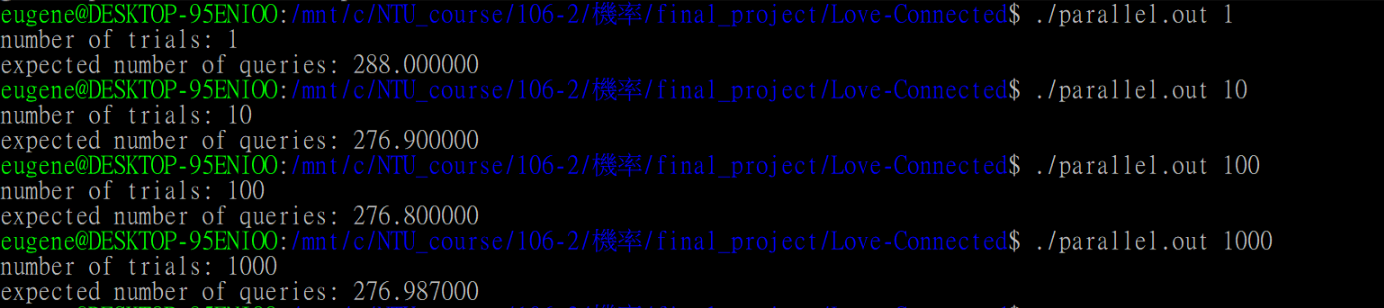 eugene@DESKTOP-95ENIOO:/mnt/c/NTU_course/106-2/機率/final_project/Love-Connected$ ./parallel.out 1
number of trials: 1
expected number of queries: 288.000000
eugene@DESKTOP-95ENIOO:/mnt/c/NTU_course/106-2/機率/final_project/Love-Connected$ ./parallel.out 10
number of trials: 10
expected number of queries: 276.900000
eugene@DESKTOP-95ENIOO:/mnt/c/NTU_course/106-2/機率/final_project/Love-Connected$ ./parallel.out 100
number of trials: 100
expected number of queries: 276.800000
eugene@DESKTOP-95ENIOO:/mnt/c/NTU_course/106-2/機率/final_project/Love-Connected$ ./parallel.out 1000
number of trials: 1000
expected number of queries: 276.987000